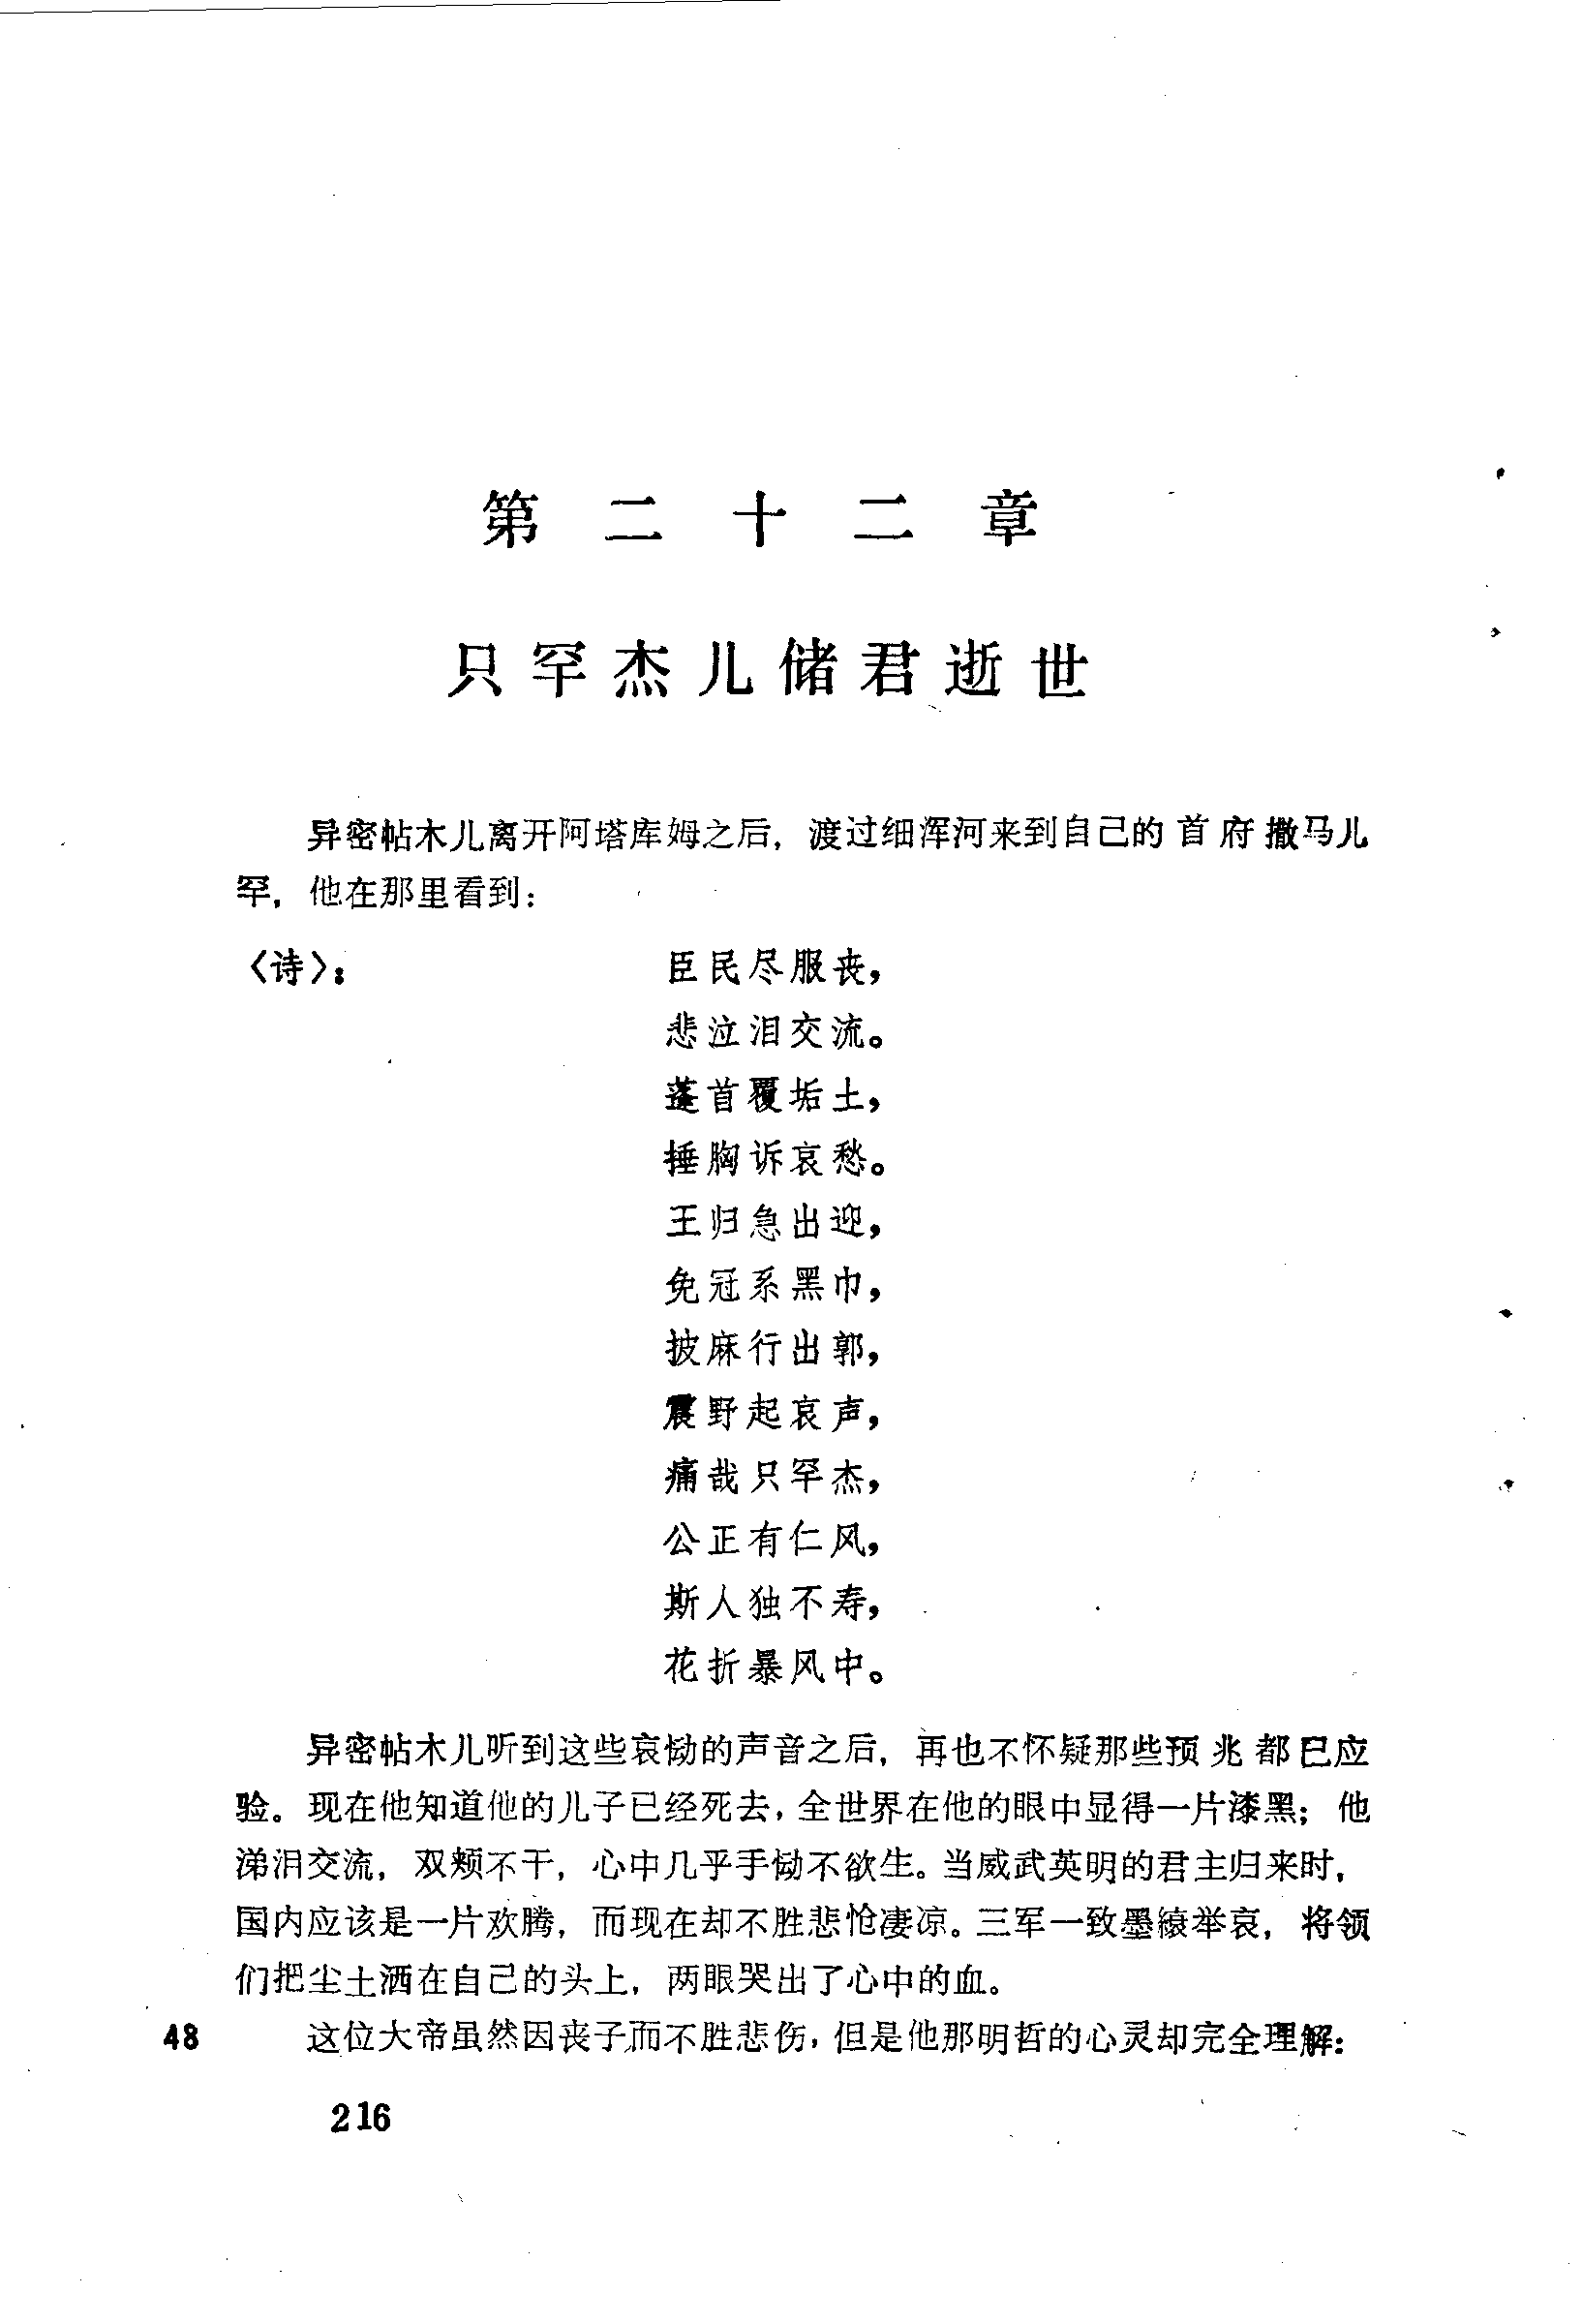 第二十二章
只罕杰儿储君逝世
异密帖木儿离开阿塔库姆之后，渡过细浑河来到自己的首府撒马儿
罕，他在那里看到：
〈诗〉： 臣民尽服丧，
悲泣泪交流。
蓬首覆垢土，
捶胸诉哀愁。
王归急出迎，
免冠系黑巾，
披麻行出郭，
震野起哀声，
痛哉只罕杰，
公正有仁风，
斯人独不寿，
花折暴风中。
异密帖木儿听到这些哀恸的声音之后，再也不怀疑那些预兆都已应
验。现在他知道他的儿子已经死去，全世界在他的眼中显得一片漆黑；他
涕泪交流，双颊不干，心中几乎手恸不欲生。当威武英明的君主归来时，
国内应该是一片欢腾，而现在却不胜悲怆凄凉。三军一致墨縗举哀，将领
们把尘土洒在自己的头上，两眼哭出了心中的血。
48 这位大帝虽然因丧子而不胜悲伤，但是他那明哲的心灵却完全理解：
216